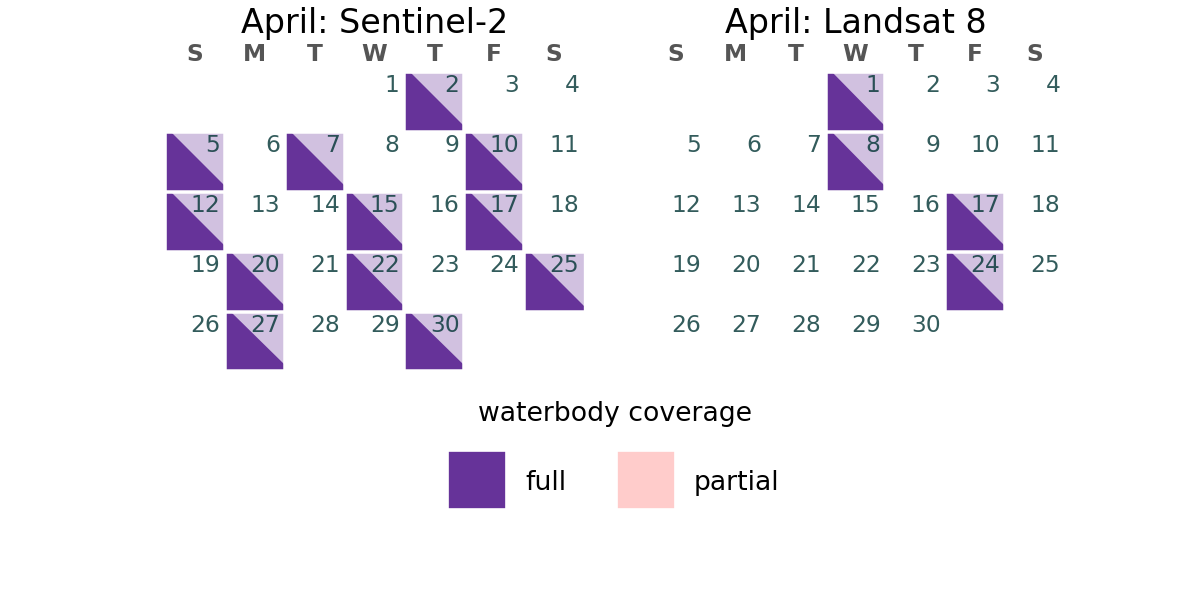 April: Sentinel-2
S M T W T F S
1 2 3 4
5 6 7 8 9 10 11
12 13 14 15 16 17 18
19 20 21 22 23 24 25
26 27 28 29 30
April: Landsat 8
S M T W T F S
1 2 3 4
5 6 7 8 9 10 11
12 13 14 15 16 17 18
19 20 21 22 23 24 25
26 27 28 29 30
waterbody coverage
full partial